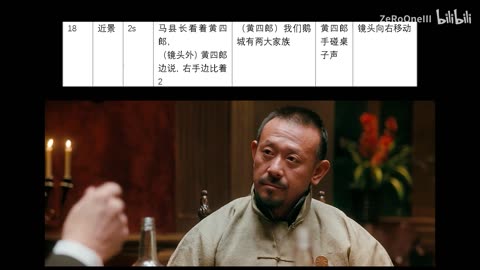 ZeRoOneIII bilibili
18 近景 2s 马县长看着黄四 （黄四郎）我们鹅 黄四郎 镜头向右移动
郎， 城有两大家族 手碰桌
（镜头外）黄四郎 子声
边说，右手边比着
2